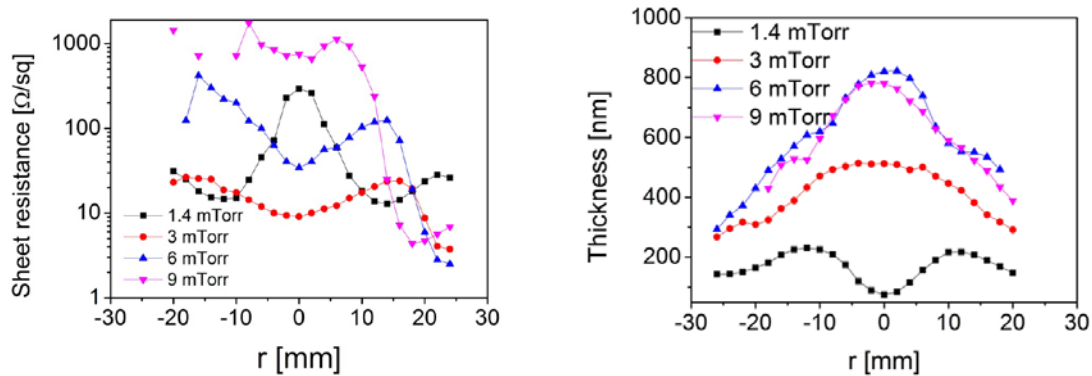 Sheet resistance [Ω/sq]
1000
100
10
1
1.4 mTorr
3 mTorr
6 mTorr
9 mTorr
-30 -20 -10 0 10 20 30
r [mm]
Thickness [nm]
1000
800
600
400
200
1.4 mTorr
3 mTorr
6 mTorr
9 mTorr
-30 -20 -10 0 10 20 30
r [mm]